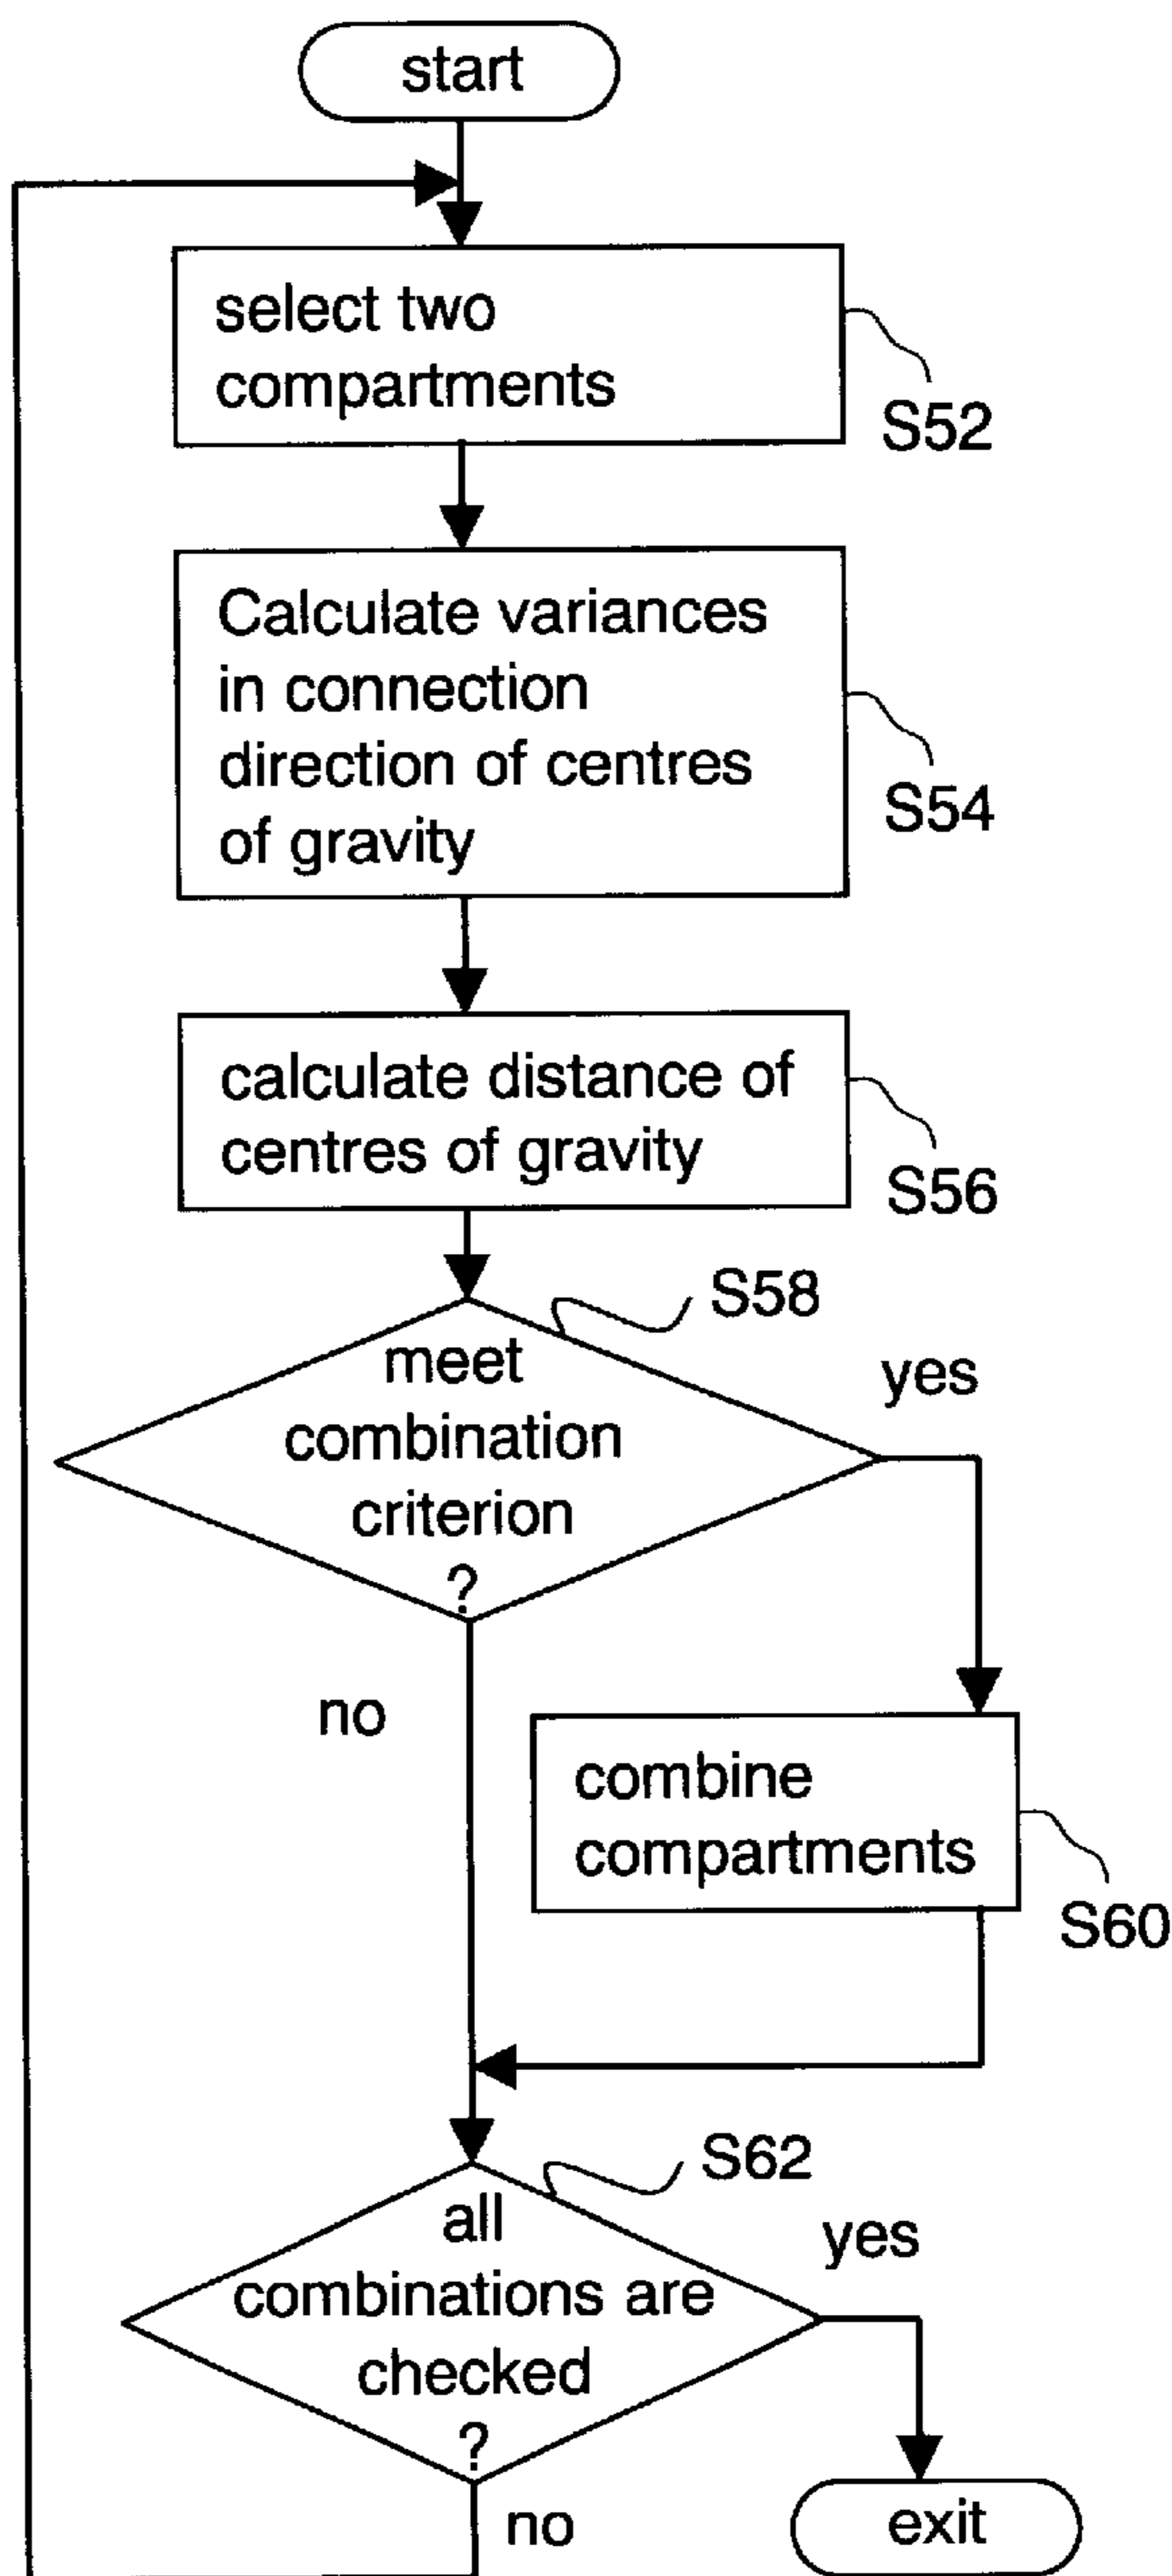 start
select two
compartments
S52
Calculate variances
in connection
direction of centres
of gravity
S54
calculate distance of
centres of gravity
S56
S58
meet
combination
criterion
?
yes
no
combine
compartments
S60
S62
all
combinations are
checked
?
yes
no
exit